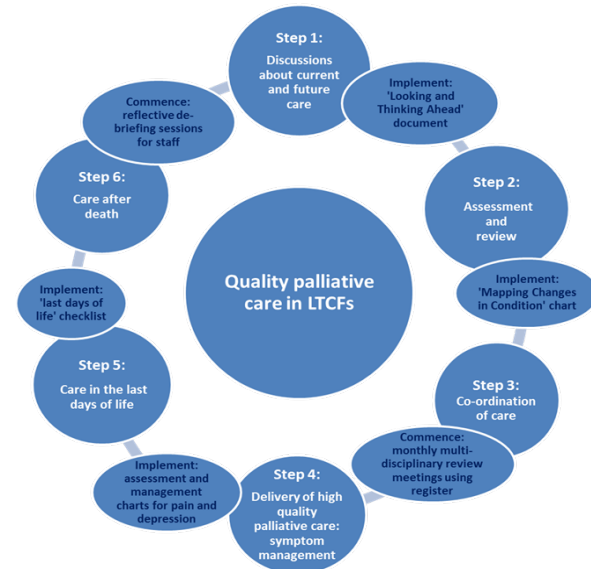 Step 1:
Discussions
about current
and future
care
Implement:
'Looking and
Thinking Ahead'
document
Step 2:
Assessment
and
review
Implement:
'Mapping Changes
in Condition' chart
Step 3:
Co-ordination
of care
Commence:
monthly multi-
disciplinary review
meetings using
register
Step 4:
Delivery of high
quality
palliative care:
symptom
management
Implement:
assessment and
management
charts for pain and
depression
Step 5:
Care in the last
days of life
Implement:
'last days of
life' checklist
Step 6:
Care after
death
Commence:
reflective de-
briefing sessions
for staff
Quality palliative
care in LTCFs